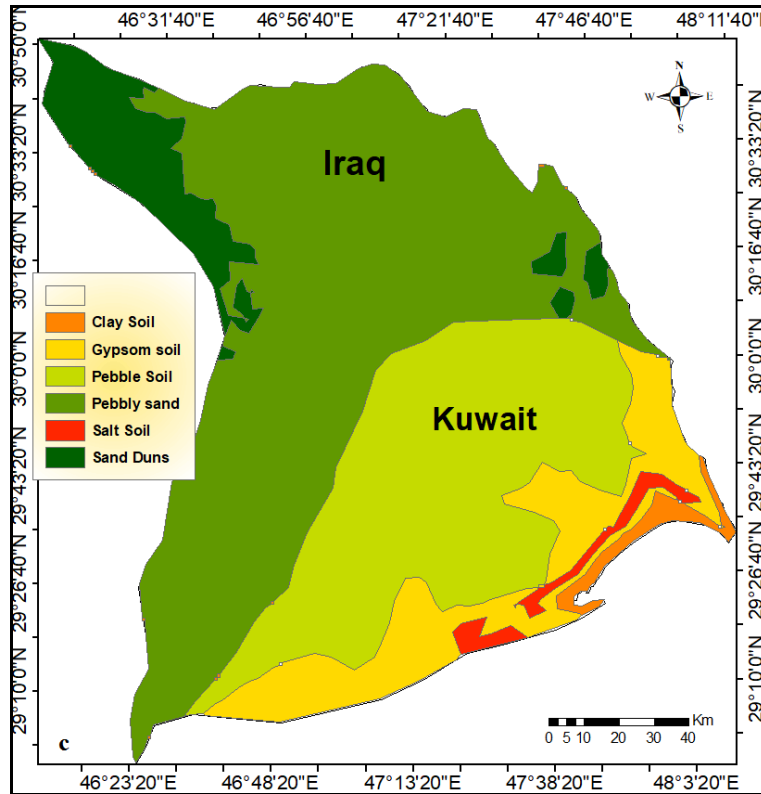 46°31'40"E 46°56'40"E 47°21'40"E 47°46'40"E 48°11'40"E
30°50'0"N
30°33'20"N
30°16'40"N
30°0'0"N
29°43'20"N
29°26'40"N
29°10'0"N
N
W E
S
Iraq
Clay Soil
Gypsom soil
Pebble Soil
Pebbly sand
Salt Soil
Sand Duns
Kuwait
30°33'20"N
30°16'40"N
30°0'0"N
29°43'20"N
29°26'40"N
29°10'0"N
c
Km
0 5 10 20 30 40
46°23'20"E 46°48'20"E 47°13'20"E 47°38'20"E 48°3'20"E